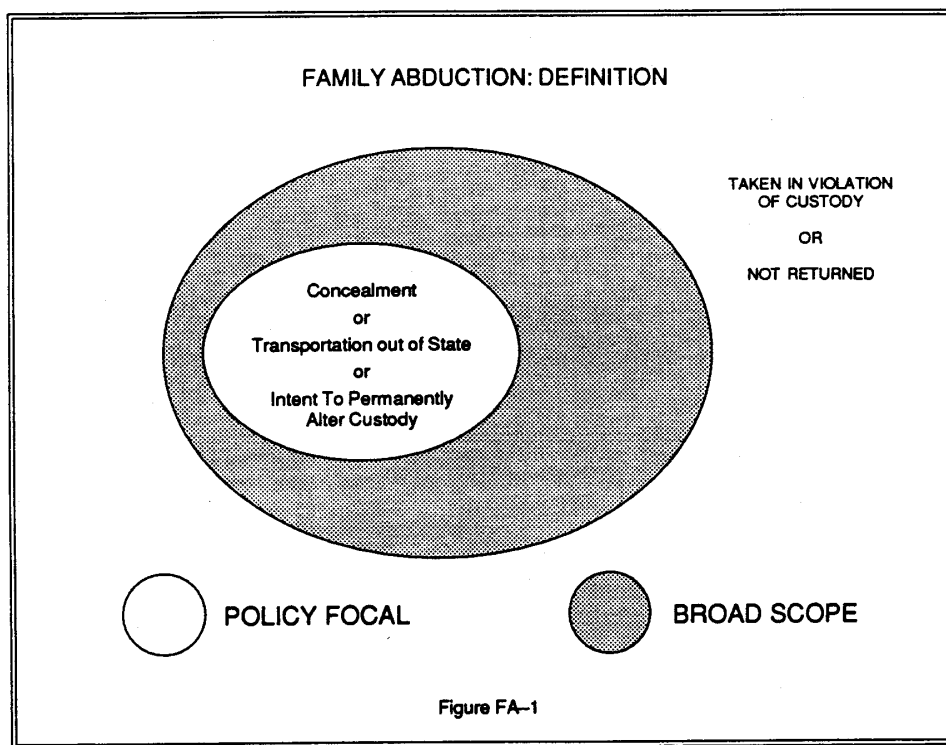 FAMILY ABDUCTION: DEFINITION
TAKEN IN VIOLATION
OF CUSTODY
OR
NOT RETURNED
Concealment
or
Transportation out of State
or
Intent To Permanently
Alter Custody
POLICY FOCAL
BROAD SCOPE
Figure FA–1